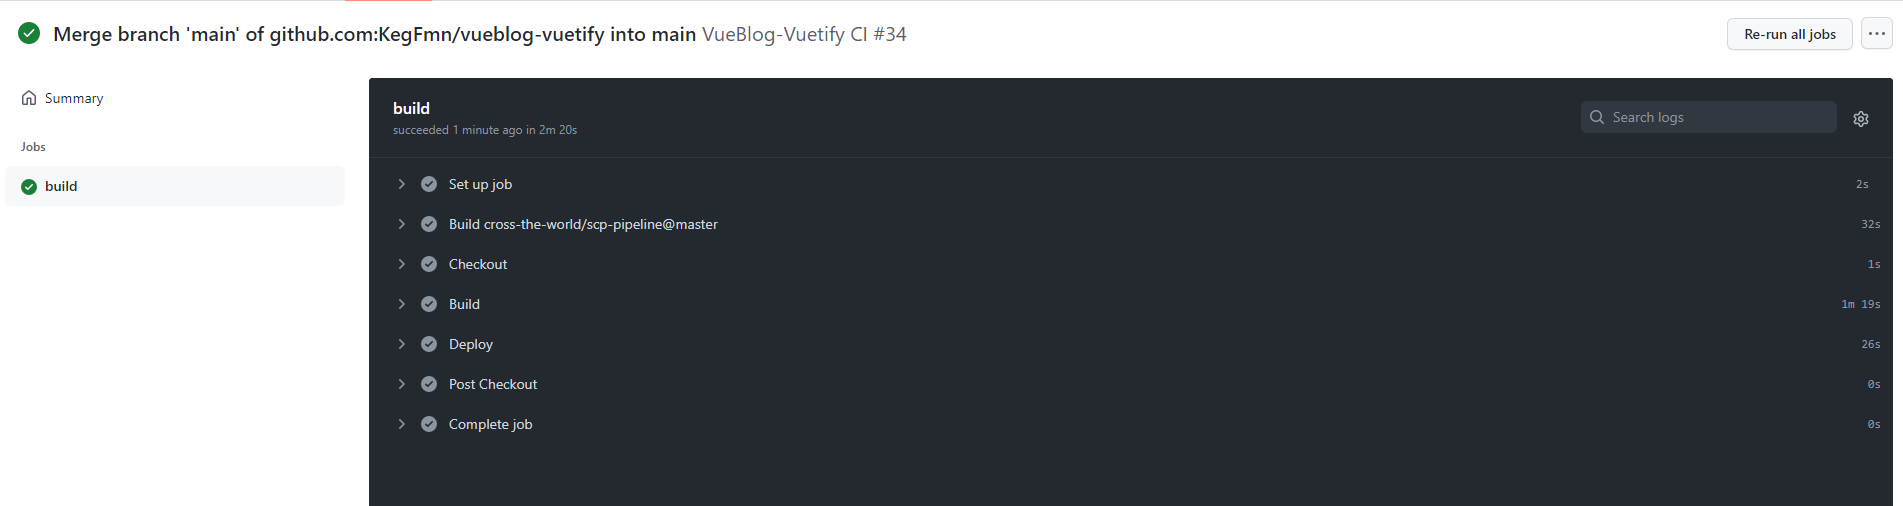 Merge branch 'main' of github.com:KegFmn/vueblog-vuetify into main VueBlog-Vuetify CI #34
Re-run all jobs
Summary
Jobs
build
build
succeeded 1 minute ago in 2m 20s
Search logs
Set up job 2s
Build cross-the-world/scp-pipeline@master 32s
Checkout 1s
Build 1m 19s
Deploy 26s
Post Checkout 0s
Complete job 0s